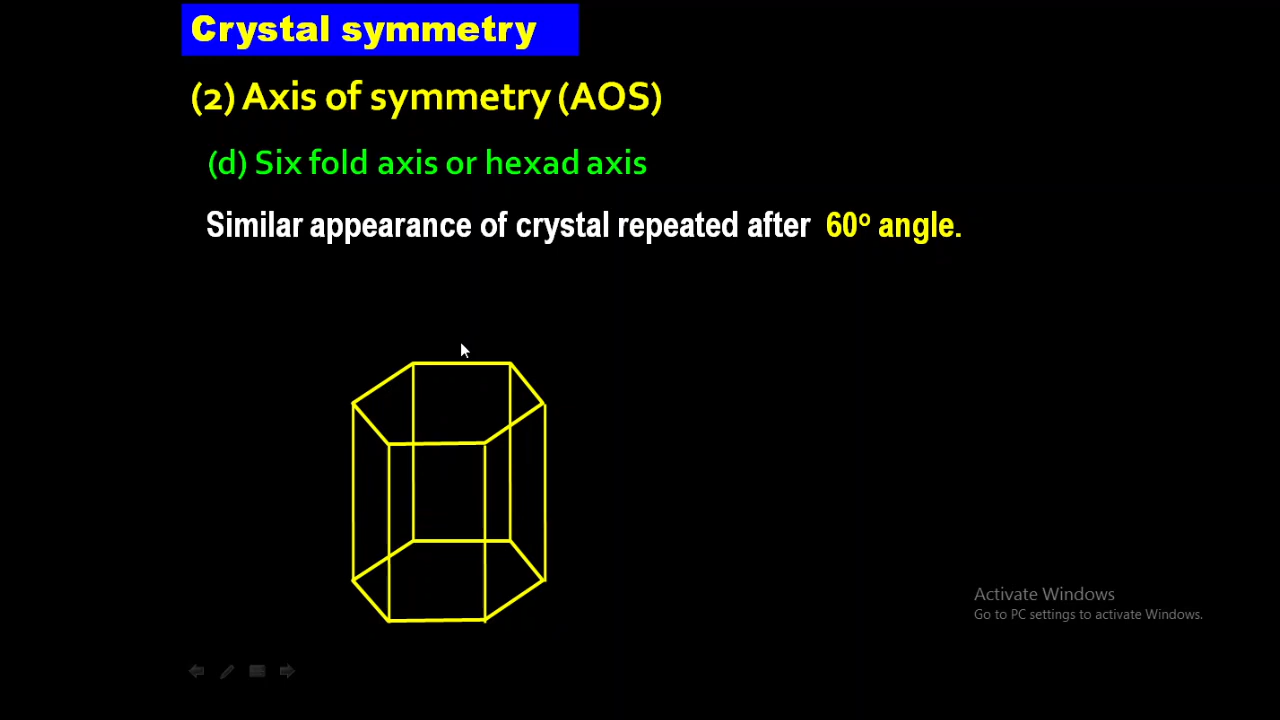 Crystal symmetry
(2) Axis of symmetry (AOS)
(d) Six fold axis or hexad axis
Similar appearance of crystal repeated after 60º angle.
Activate Windows
Go to PC settings to activate Windows.